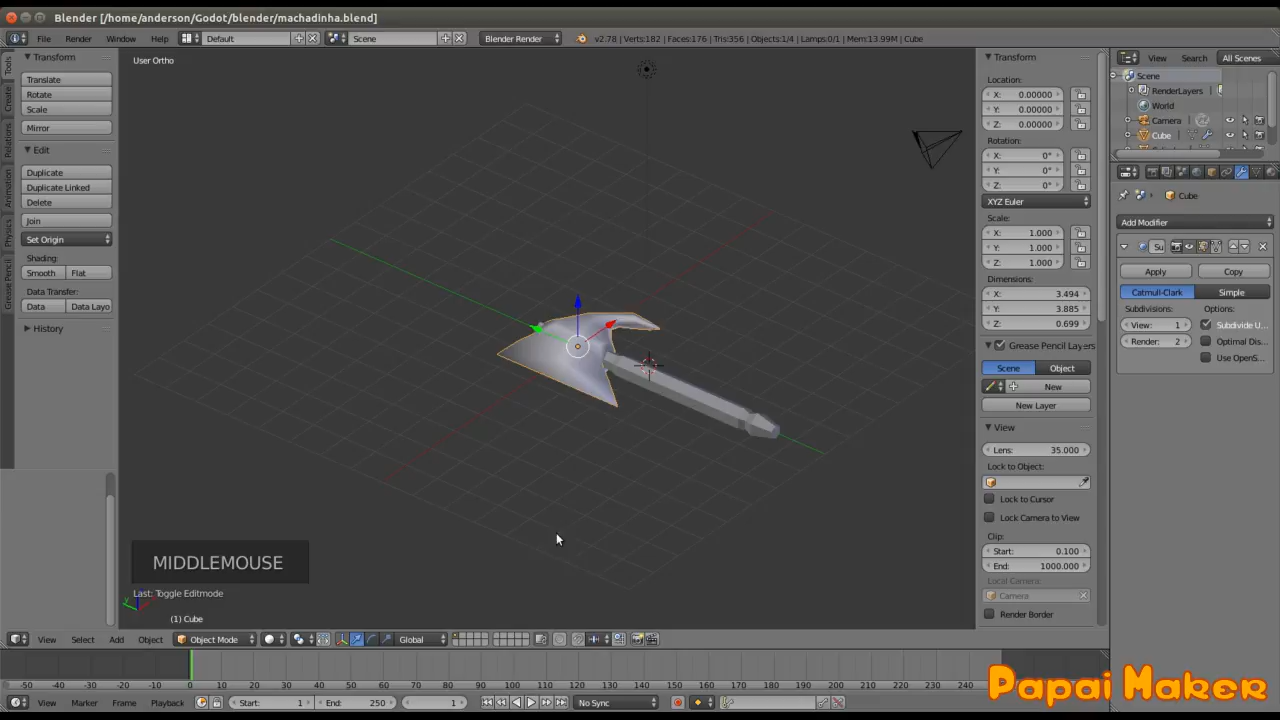 Blender [/home/anderson/Godot/blender/machadinha.blend]
File Render Window Help Default Scene Blender Render v2.78 | Verts:182 | Faces:176 | Tris:356 | Objects:1/4 | Lamps:0/1 | Mem:13.99M | Cube
Tools
Create
Relations
Animation
Physics
Grease Pencil
Transform
Translate
Rotate
Scale
Mirror
Edit
Duplicate
Duplicate Linked
Delete
Join
Set Origin
Shading:
Smooth Flat
Data Transfer:
Data Data Layo
History
User Ortho
MIDDLEMOUSE
Last: Toggle Editmode
(1) Cube
Transform
Location:
X: 0.00000
Y: 0.00000
Z: 0.00000
Rotation:
X: 0°
Y: 0°
Z: 0°
XYZ Euler
Scale:
X: 1.000
Y: 1.000
Z: 1.000
Dimensions:
X: 3.494
Y: 3.885
Z: 0.699
Grease Pencil Layers
Scene Object
New
New Layer
View
Lens: 35.000
Lock to Object:
Lock to Cursor
Lock Camera to View
Clip:
Start: 0.100
End: 1000.000
Local Camera:
Camera
Render Border
View Search All Scenes
Scene
RenderLayers
World
Camera
Cube
Cube
Add Modifier
Su
Apply Copy
Catmull-Clark Simple
Subdivisions: Options:
View: 1 Subdivide U...
Render: 2 Optimal Dis...
Use OpenS...
View Select Add Object Object Mode Global
-50 -40 -30 -20 -10 0 10 20 30 40 50 60 70 80 90 100 110 120 130 140 150 160 170 180 190 200 210 220 230 240
View Marker Frame Playback Start: 1 End: 250 1 No Sync
Papai Maker